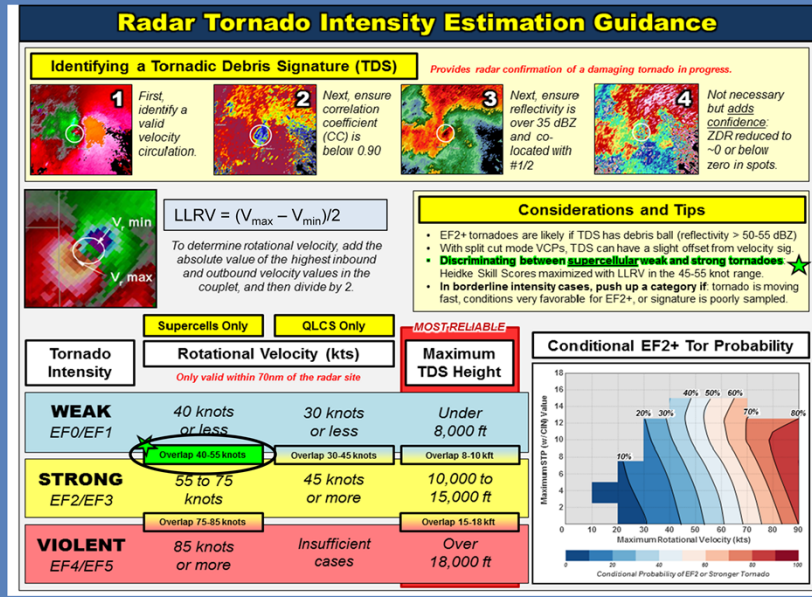 Radar Tornado Intensity Estimation Guidance
Identifying a Tornadic Debris Signature (TDS)
Provides radar confirmation of a damaging tornado in progress.
1
First,
identify a
valid
velocity
circulation.
2
Next, ensure
correlation
coefficient
(CC) is
below 0.90
3
Next, ensure
reflectivity is
over 35 dBZ
and co-
located with
#1/2
4
Not necessary
but adds
confidence:
ZDR reduced to
~0 or below
zero in spots.
Vr min
Vr max
LLRV = (Vmax – Vmin)/2
To determine rotational velocity, add the
absolute value of the highest inbound
and outbound velocity values in the
couplet, and then divide by 2.
Considerations and Tips
• EF2+ tornadoes are likely if TDS has debris ball (reflectivity > 50-55 dBZ)
• With split cut mode VCPs, TDS can have a slight offset from velocity sig.
• Discriminating between supercellular weak and strong tornadoes
Heidke Skill Scores maximized with LLRV in the 45-55 knot range.
• In borderline intensity cases, push up a category if: tornado is moving
fast, conditions very favorable for EF2+, or signature is poorly sampled.
Supercells Only
QLCS Only
MOST RELIABLE
Tornado
Intensity
Rotational Velocity (kts)
Only valid within 70nm of the radar site
Maximum
TDS Height
WEAK
EF0/EF1
40 knots
or less
30 knots
or less
Under
8,000 ft
Overlap 40-55 knots
Overlap 30-45 knots
Overlap 8-10 kft
STRONG
EF2/EF3
55 to 75
knots
45 knots
or more
10,000 to
15,000 ft
Overlap 75-85 knots
Overlap 15-18 kft
VIOLENT
EF4/EF5
85 knots
or more
Insufficient
cases
Over
18,000 ft
Conditional EF2+ Tor Probability
Maximum STP (w/CIN) Value
18
16
14
12
10
8
6
4
2
10%
20%
30%
40%
50%
60%
70%
80%
10 20 30 40 50 60 70 80 90
Maximum Rotational Velocity (kts)
0 20 40 60 80 100
Conditional Probability of EF2 or Stronger Tornado